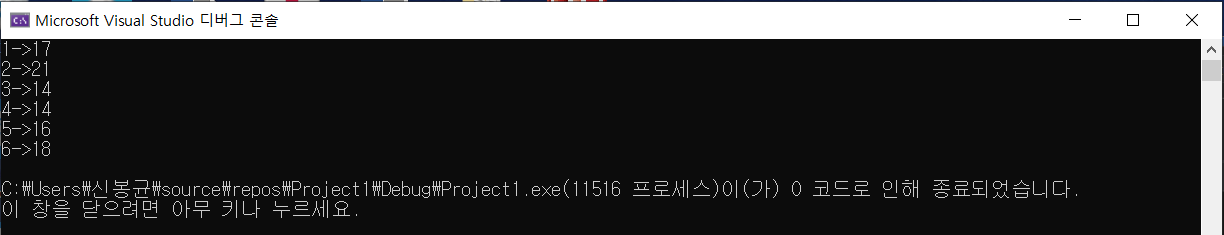 Microsoft Visual Studio 디버그 콘솔
1->17
2->21
3->14
4->14
5->16
6->18
C:₩Users₩신봉균₩source₩repos₩Project1₩Debug₩Project1.exe(11516 프로세스)이(가) 0 코드로 인해 종료되었습니다.
이 창을 닫으려면 아무 키나 누르세요.